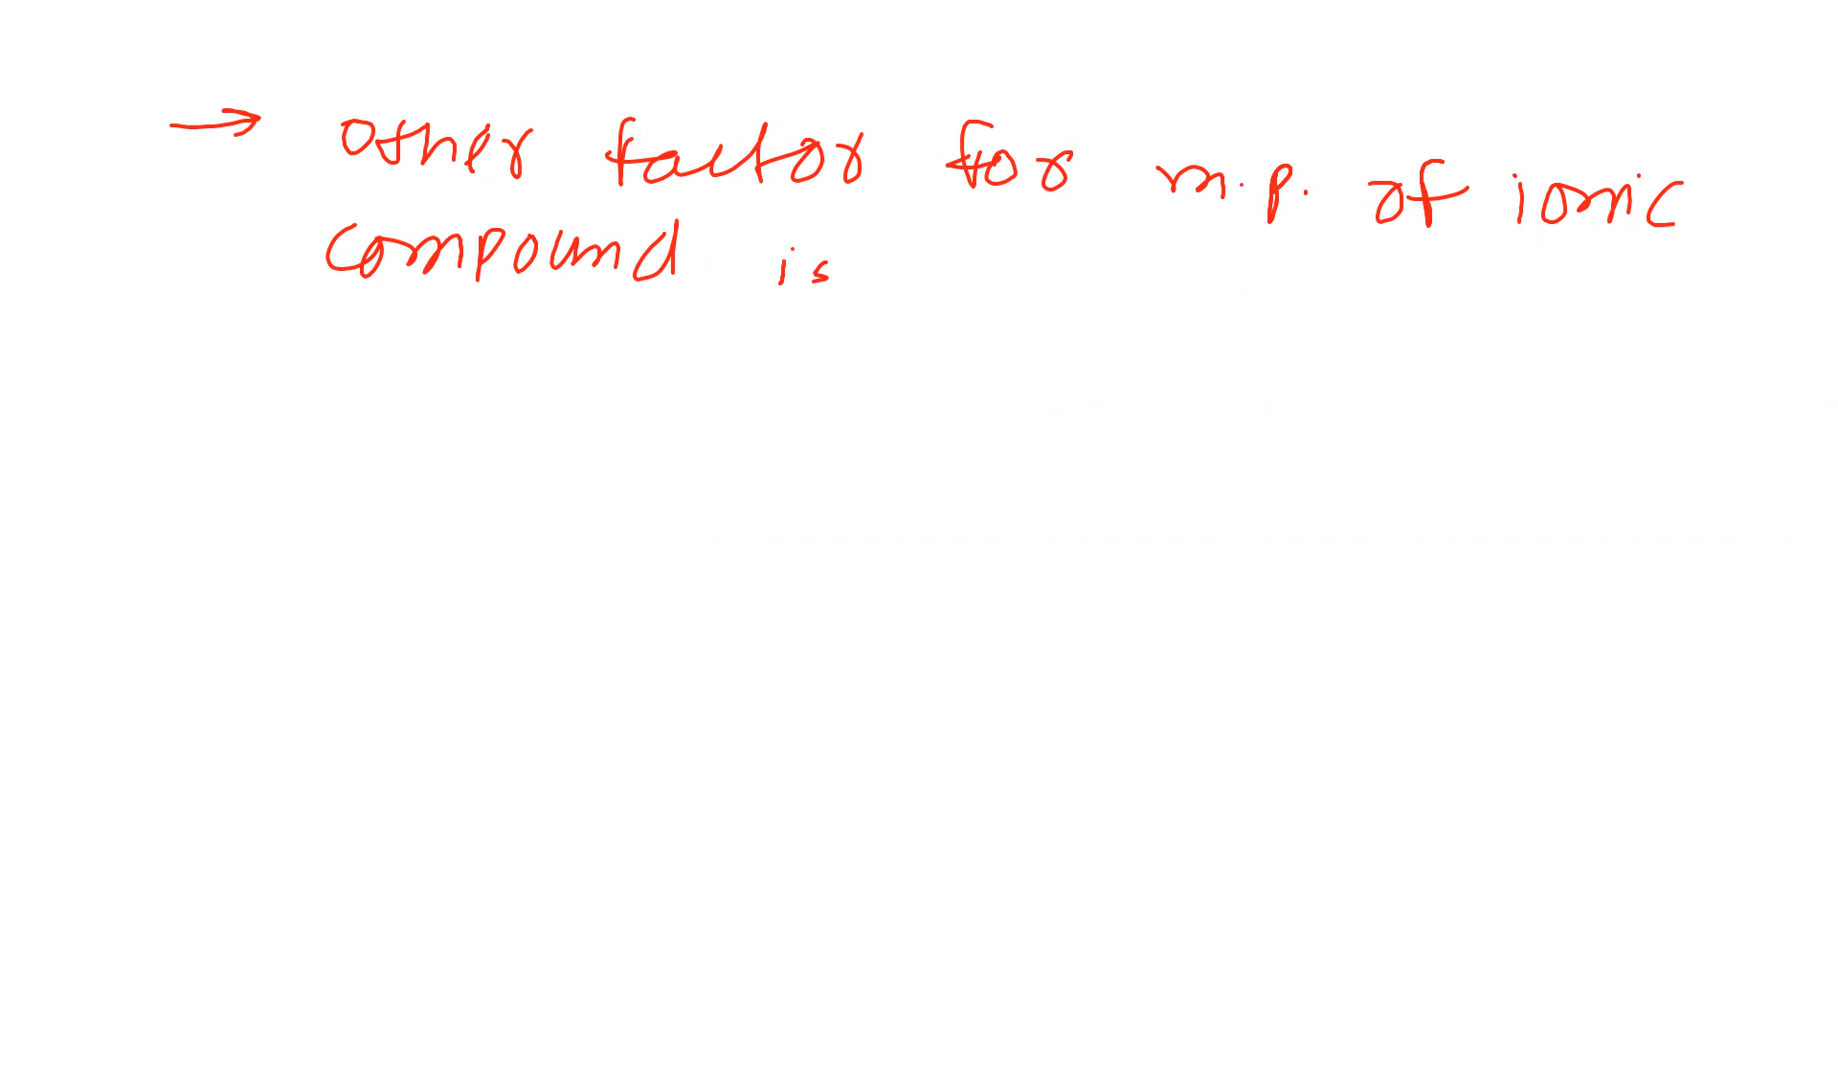 → Other factor for m.p. of ionic
compound is